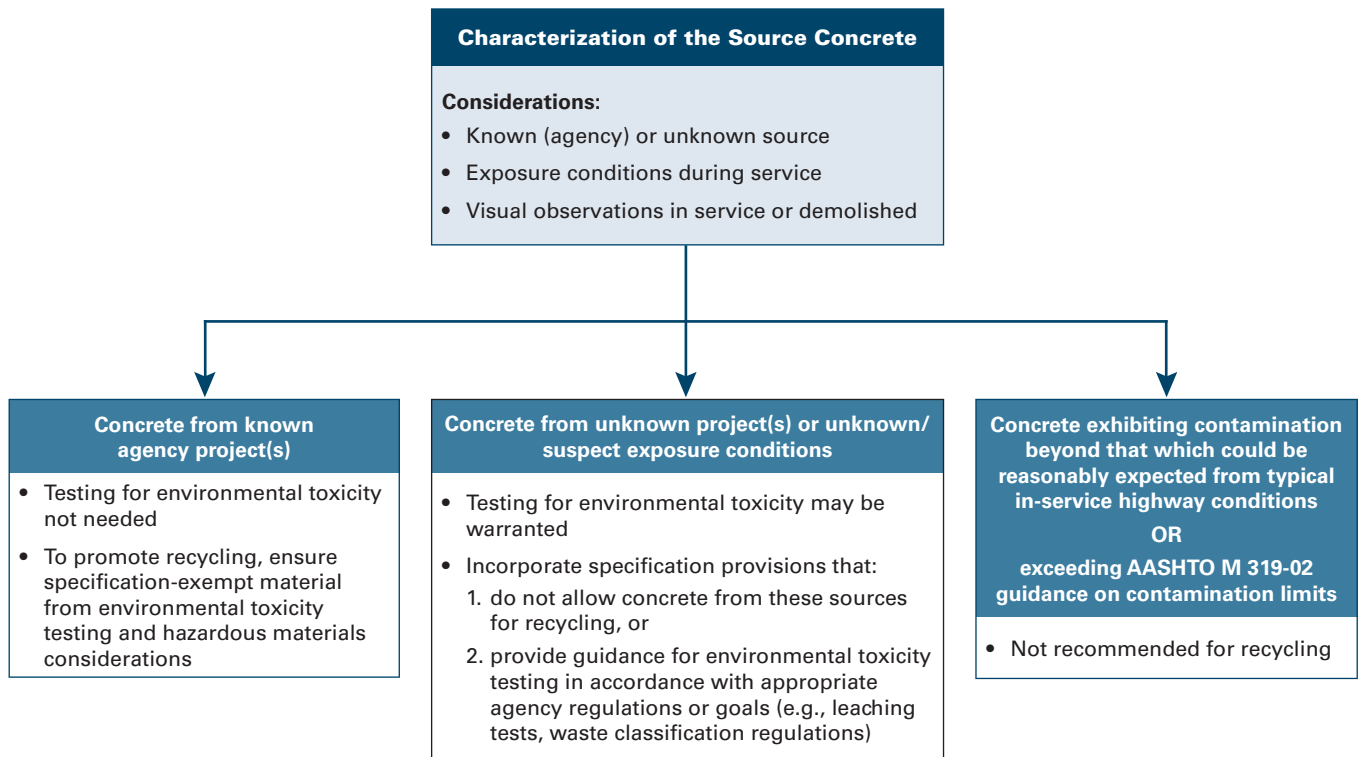 Characterization of the Source Concrete
Considerations:
• Known (agency) or unknown source
• Exposure conditions during service
• Visual observations in service or demolished
Concrete from known
agency project(s)
• Testing for environmental toxicity
not needed
• To promote recycling, ensure
specification-exempt material
from environmental toxicity
testing and hazardous materials
considerations
Concrete from unknown project(s) or unknown/
suspect exposure conditions
• Testing for environmental toxicity may be
warranted
• Incorporate specification provisions that:
1. do not allow concrete from these sources
for recycling, or
2. provide guidance for environmental toxicity
testing in accordance with appropriate
agency regulations or goals (e.g., leaching
tests, waste classification regulations)
Concrete exhibiting contamination
beyond that which could be
reasonably expected from typical
in-service highway conditions
OR
exceeding AASHTO M 319-02
guidance on contamination limits
• Not recommended for recycling